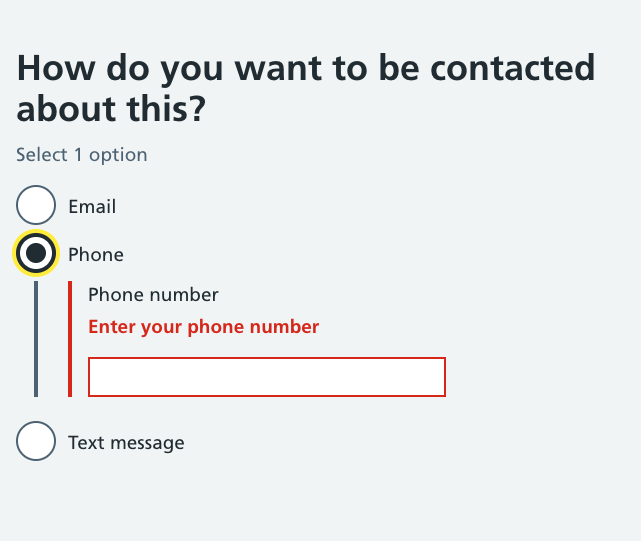 How do you want to be contacted
about this?
Select 1 option
Email
Phone
Phone number
Enter your phone number
Text message